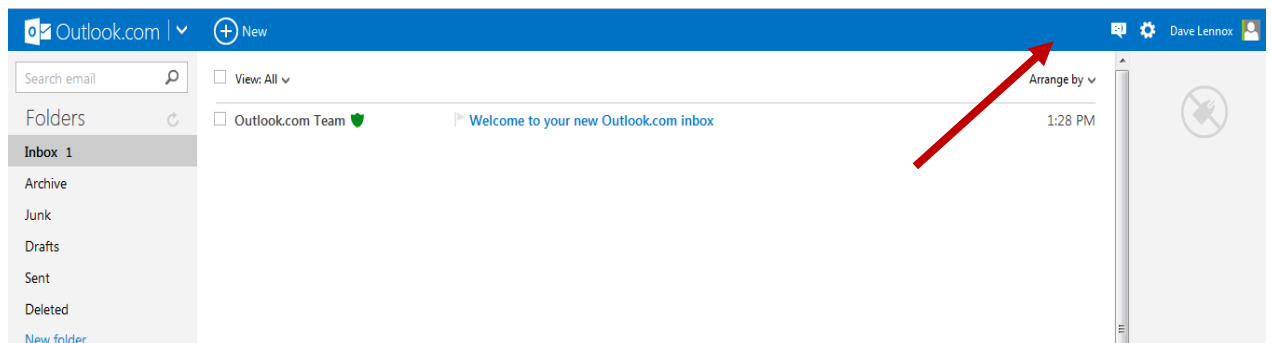 Outlook.com New Dave Lennox
Search email View: All Arrange by
Folders
Outlook.com Team Welcome to your new Outlook.com inbox 1:28 PM
Inbox 1
Archive
Junk
Drafts
Sent
Deleted
New folder